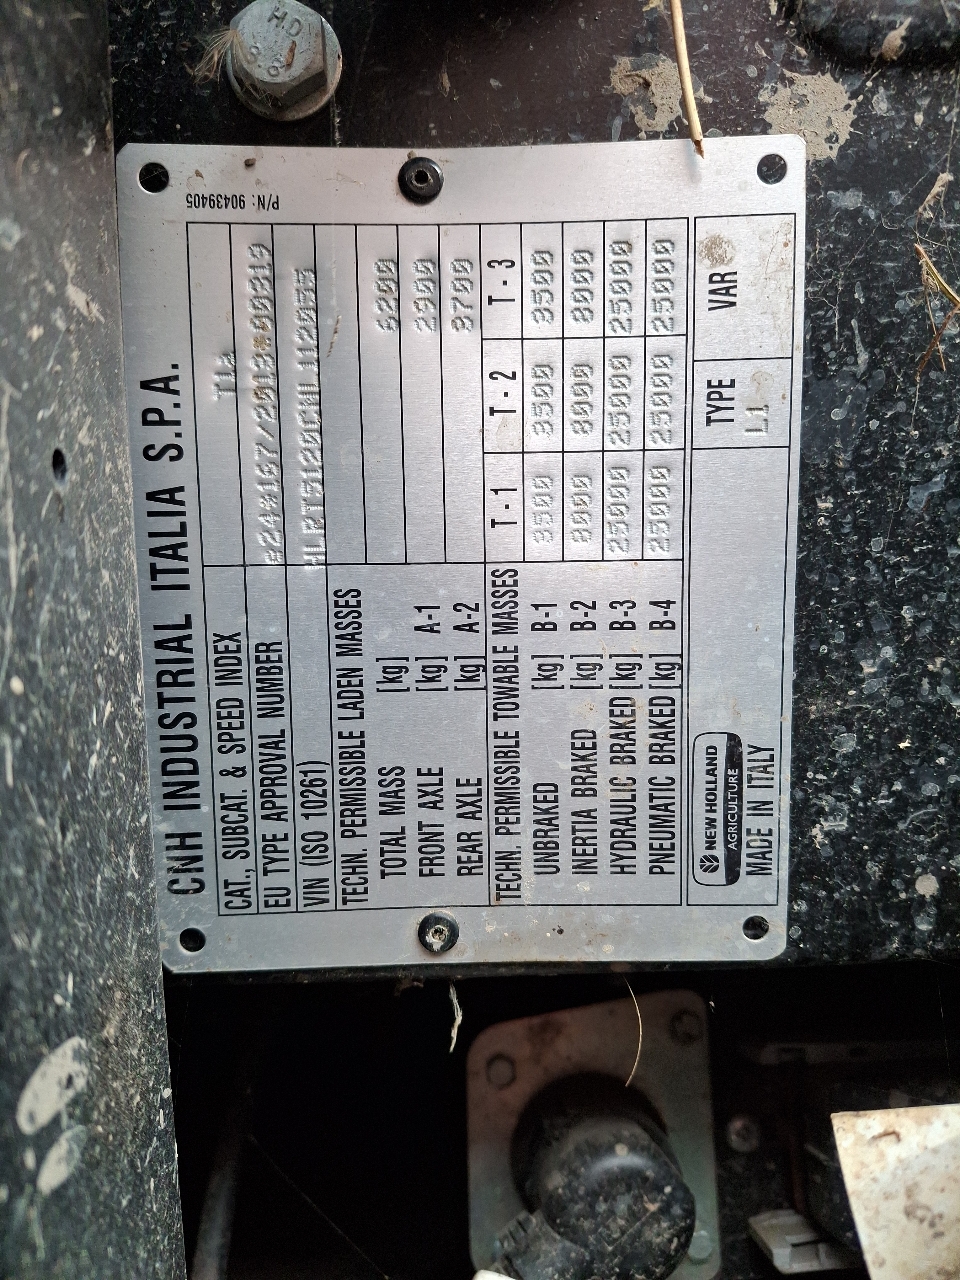 P/N: 90439405
CNH INDUSTRIAL ITALIA S.P.A.
CAT., SUBCAT. & SPEED INDEX T1a
EU TYPE APPROVAL NUMBER e24*167/2013*00219
VIN (ISO 10261)
TECHN. PERMISSIBLE LADEN MASSES
TOTAL MASS [kg] 6200
FRONT AXLE [kg] A-1 2900
REAR AXLE [kg] A-2 3700
TECHN. PERMISSIBLE TOWABLE MASSES T-1 T-2 T-3
UNBRAKED [kg] B-1 3500 3500 3500
INERTIA BRAKED [kg] B-2 8000 8000 8000
HYDRAULIC BRAKED [kg] B-3 25000 25000 25000
PNEUMATIC BRAKED [kg] B-4 25000 25000 25000
NEW HOLLAND
AGRICULTURE
MADE IN ITALY
TYPE VAR
L1
HD